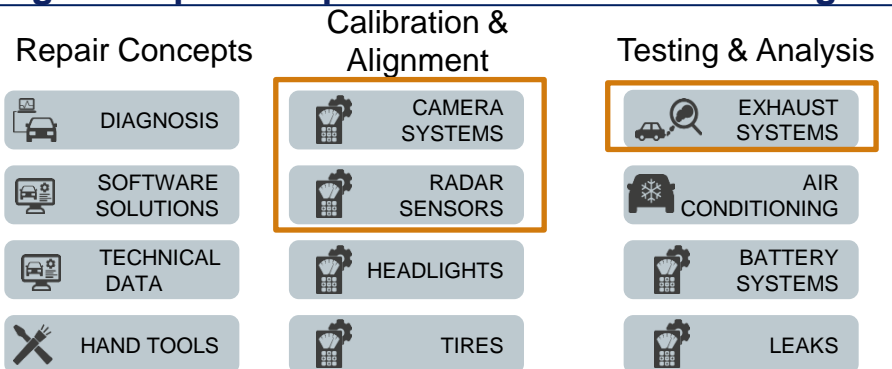 Repair Concepts
DIAGNOSIS
SOFTWARE
SOLUTIONS
TECHNICAL
DATA
HAND TOOLS
Calibration &
Alignment
CAMERA
SYSTEMS
RADAR
SENSORS
HEADLIGHTS
TIRES
Testing & Analysis
EXHAUST
SYSTEMS
AIR
CONDITIONING
BATTERY
SYSTEMS
LEAKS